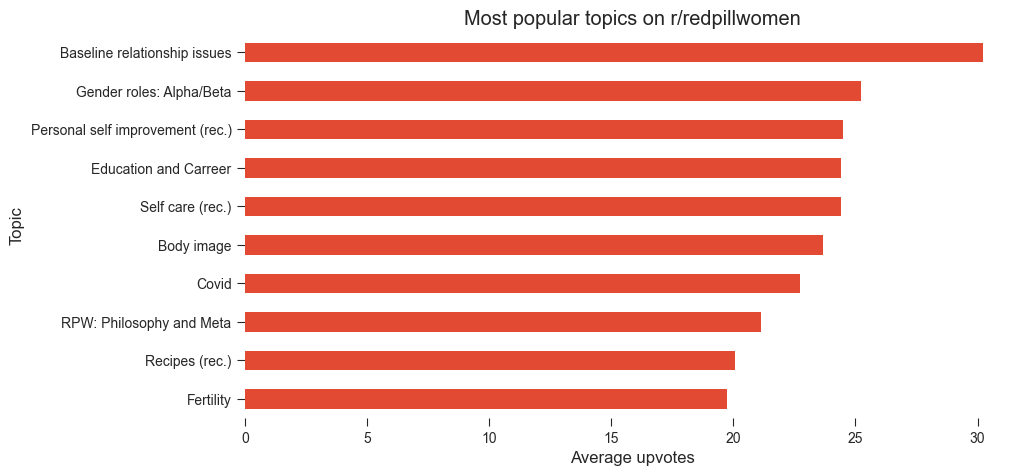 Most popular topics on r/redpillwomen
Baseline relationship issues
Gender roles: Alpha/Beta
Personal self improvement (rec.)
Education and Carreer
Self care (rec.)
Body image
Covid
RPW: Philosophy and Meta
Recipes (rec.)
Fertility
Topic
0 5 10 15 20 25 30
Average upvotes